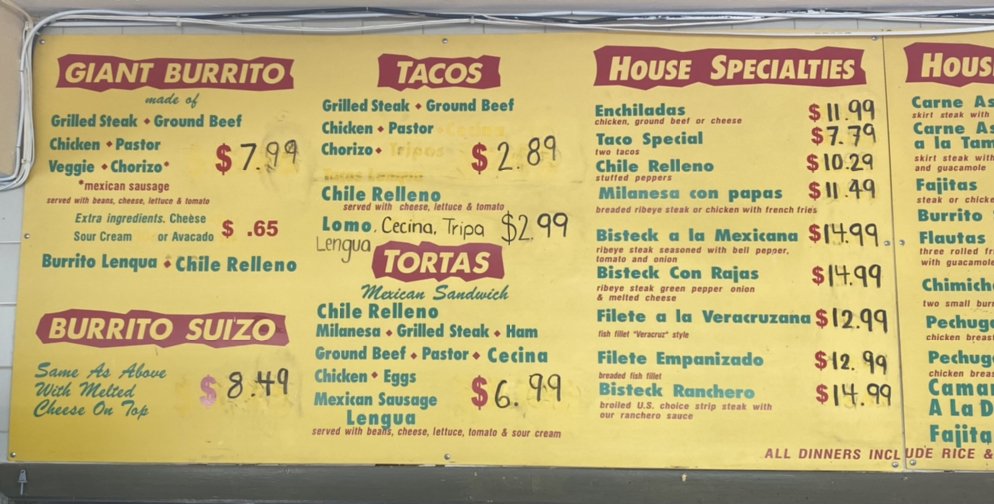 GIANT BURRITO
made of
Grilled Steak • Ground Beef
Chicken • Pastor
Veggie • Chorizo*
$7.99
*mexican sausage
served with beans, cheese, lettuce & tomato
Extra ingredients. Cheese
Sour Cream or Avacado
$ .65
Burrito Lenqua • Chile Relleno
BURRITO SUIZO
Same As Above
With Melted
Cheese On Top
$8.49
TACOS
Grilled Steak • Ground Beef
Chicken • Pastor
Chorizo • Tripas
$2.89
Chile Relleno
served with cheese, lettuce & tomato
Lomo, Cecina, Tripa $2.99
Lengua
TORTAS
Mexican Sandwich
Chile Relleno
Milanesa • Grilled Steak • Ham
Ground Beef • Pastor • Cecina
Chicken • Eggs
Mexican Sausage
Lengua
$6.99
served with beans, cheese, lettuce, tomato & sour cream
HOUSE SPECIALTIES
Enchiladas $11.99
chicken, ground beef or cheese
Taco Special $7.79
two tacos
Chile Relleno $10.29
stuffed peppers
Milanesa con papas $11.49
breaded ribeye steak or chicken with french fries
Bisteck a la Mexicana $14.99
ribeye steak seasoned with bell pepper,
tomato and onion
Bisteck Con Rajas $14.99
ribeye steak green pepper onion
& melted cheese
Filete a la Veracruzana $12.99
fish fillet "Veracruz" style
Filete Empanizado $12.99
breaded fish fillet
Bisteck Ranchero $14.99
broiled U.S. choice strip steak with
our ranchero sauce
HOUS
Carne As
skirt steak with
Carne As
a la Tam
skirt steak with
and guacamole
Fajitas
steak or chicke
Burrito
Flautas
three rolled fr
with guacamole
Chimich
two small burr
Pechuga
chicken breast
Pechuga
chicken breas
Camar
A La D
Fajita
ALL DINNERS INCLUDE RICE &